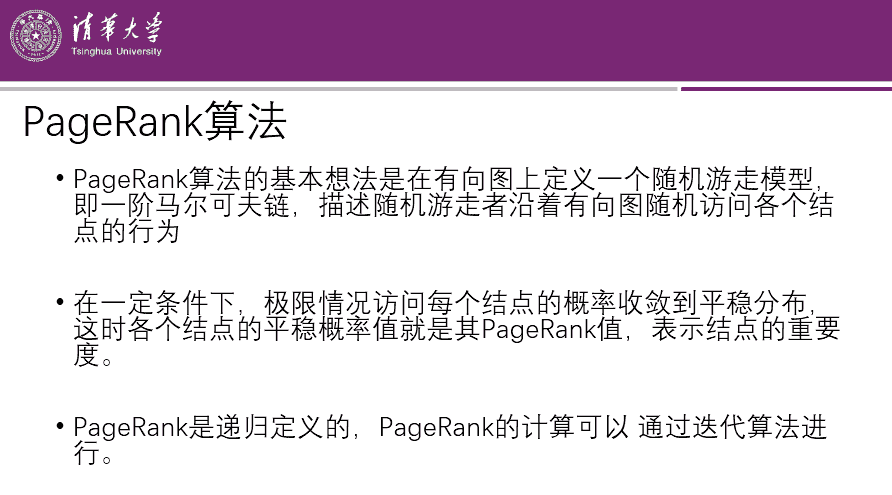 清华大学
Tsinghua University
PageRank算法
• PageRank算法的基本想法是在有向图上定义一个随机游走模型，
即一阶马尔可夫链，描述随机游走者沿着有向图随机访问各个结
点的行为
• 在一定条件下，极限情况访问每个结点的概率收敛到平稳分布，
这时各个结点的平稳概率值就是其PageRank值，表示结点的重要
度。
• PageRank是递归定义的，PageRank的计算可以 通过迭代算法进
行。